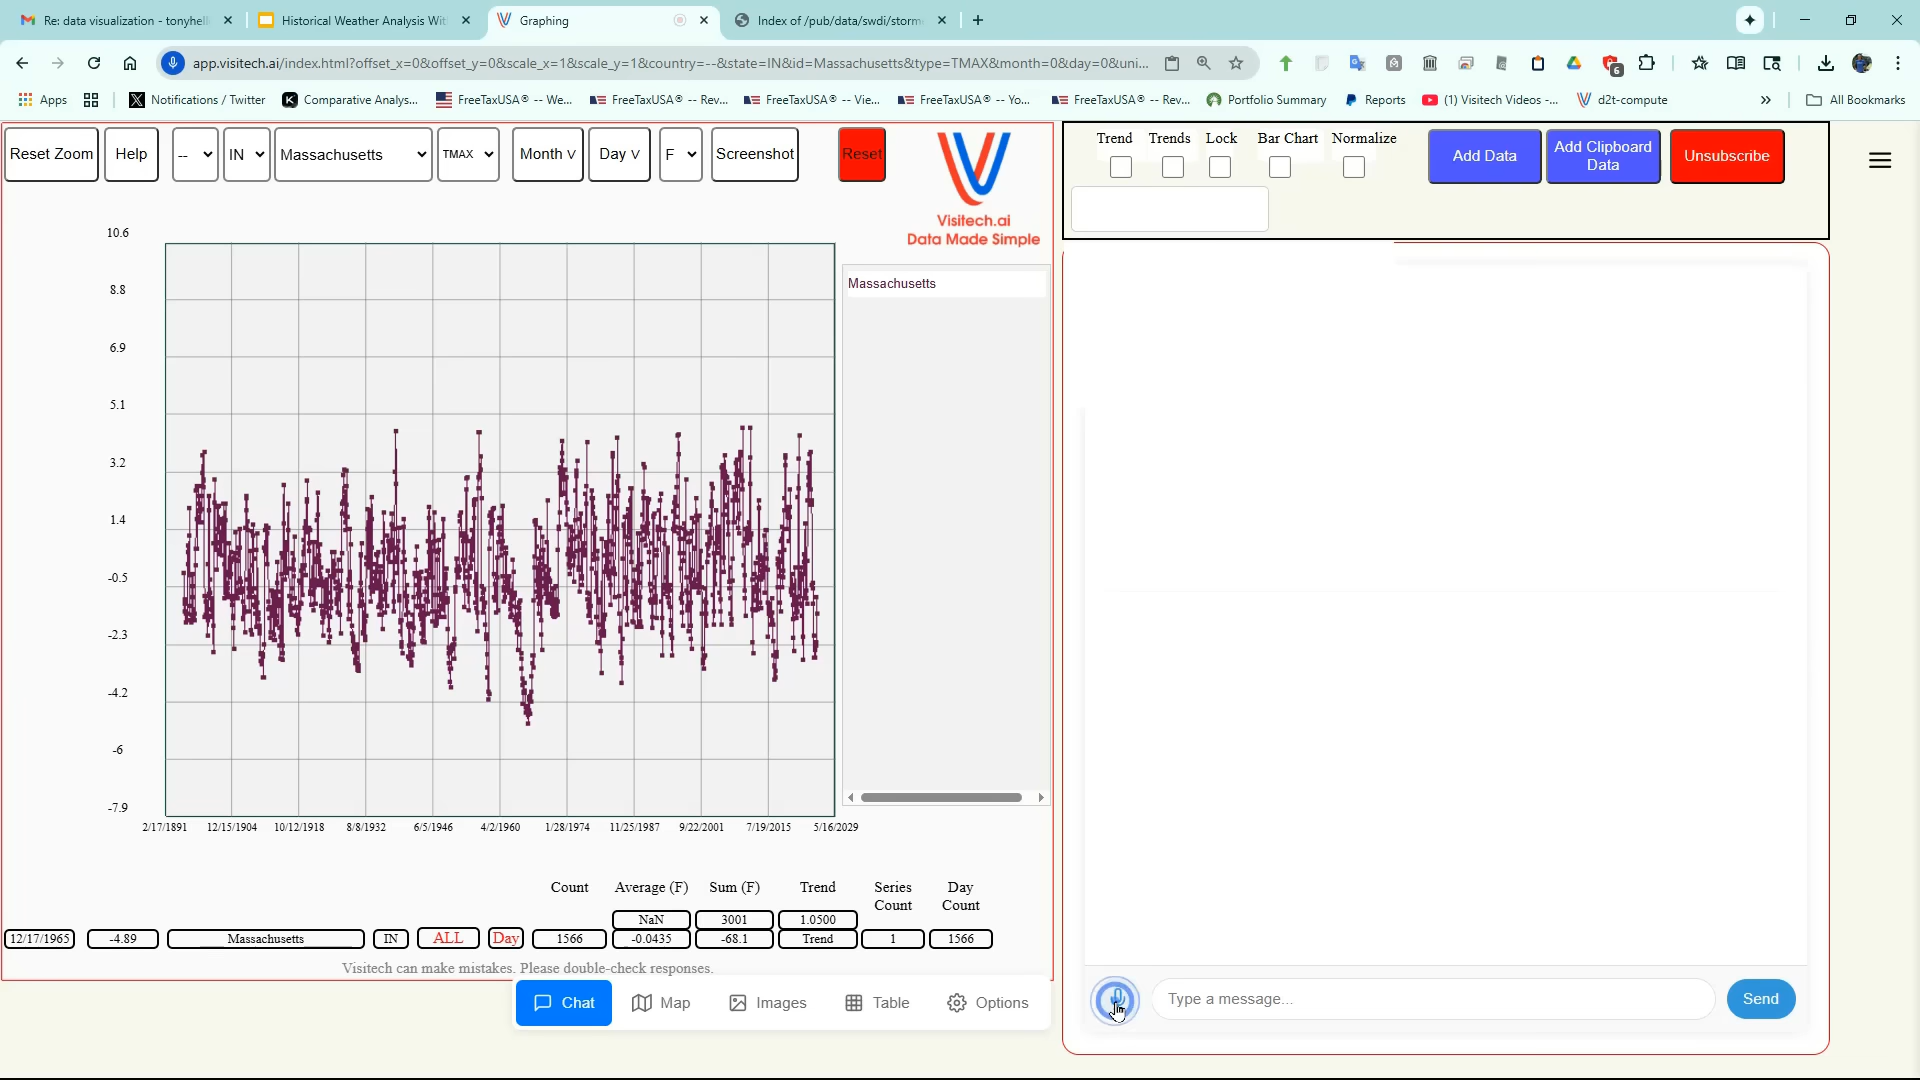 Re: data visualization - tonyhell
Historical Weather Analysis Wit
Graphing
Index of /pub/data/swdi/storm
app.visitech.ai/index.html?offset_x=0&offset_y=0&scale_x=1&scale_y=1&country=--&state=IN&id=Massachusetts&type=TMAX&month=0&day=0&uni...
6
Apps
Notifications / Twitter
Comparative Analys...
FreeTaxUSA® -- We...
FreeTaxUSA® -- Rev...
FreeTaxUSA® -- Vie...
FreeTaxUSA® -- Yo...
FreeTaxUSA® -- Rev...
Portfolio Summary
Reports
(1) Visitech Videos -...
d2t-compute
»
All Bookmarks
Reset Zoom
Help
--
IN
Massachusetts
TMAX
Month V
Day V
F
Screenshot
Reset
Visitech.ai
Data Made Simple
Trend
Trends
Lock
Bar Chart
Normalize
Add Data
Add Clipboard
Data
Unsubscribe
Massachusetts
10.6
8.8
6.9
5.1
3.2
1.4
-0.5
-2.3
-4.2
-6
-7.9
2/17/1891
12/15/1904
10/12/1918
8/8/1932
6/5/1946
4/2/1960
1/28/1974
11/25/1987
9/22/2001
7/19/2015
5/16/2029
Count
Average (F)
Sum (F)
Trend
Series
Count
Day
Count
NaN
3001
1.0500
12/17/1965
-4.89
Massachusetts
IN
ALL
Day
1566
-0.0435
-68.1
Trend
1
1566
Visitech can make mistakes. Please double-check responses.
Chat
Map
Images
Table
Options
Type a message...
Send